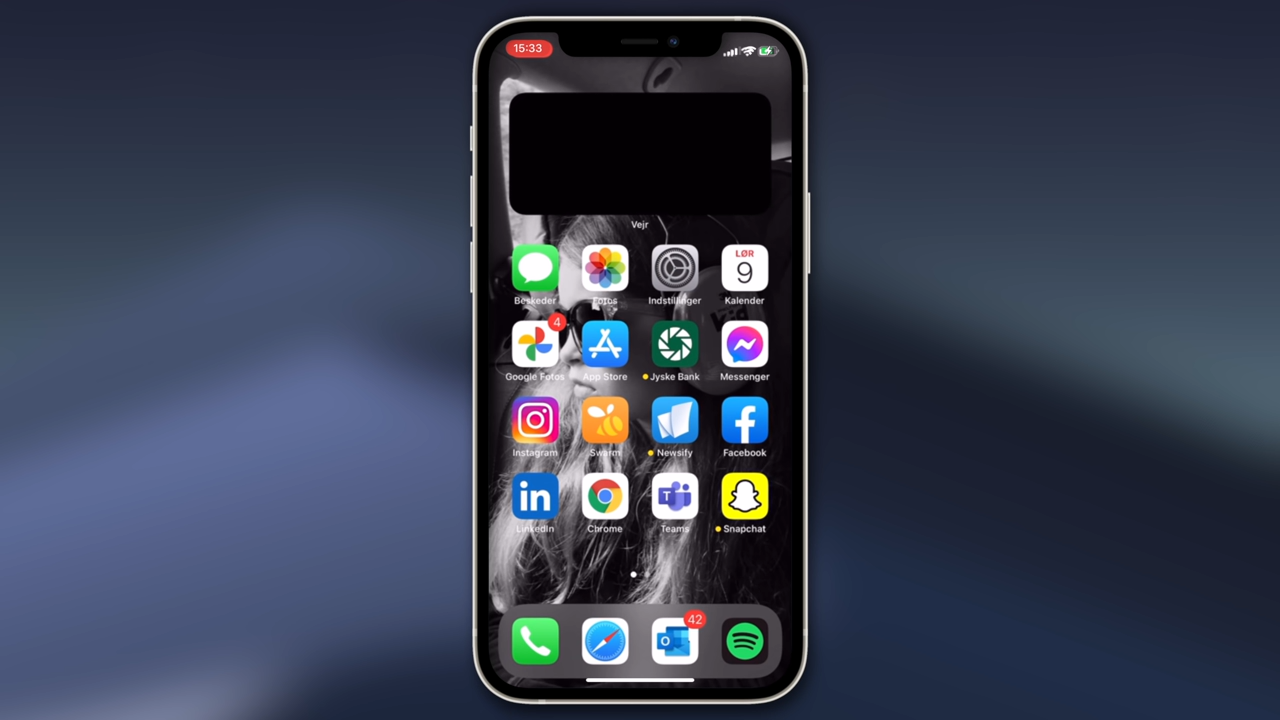 15:33
Vejr
LØR
9
Beskeder Fotos Indstillinger Kalender
4
Google Fotos App Store Jyske Bank Messenger
Instagram Swarm Newsify Facebook
in T
LinkedIn Chrome Teams Snapchat
42
O